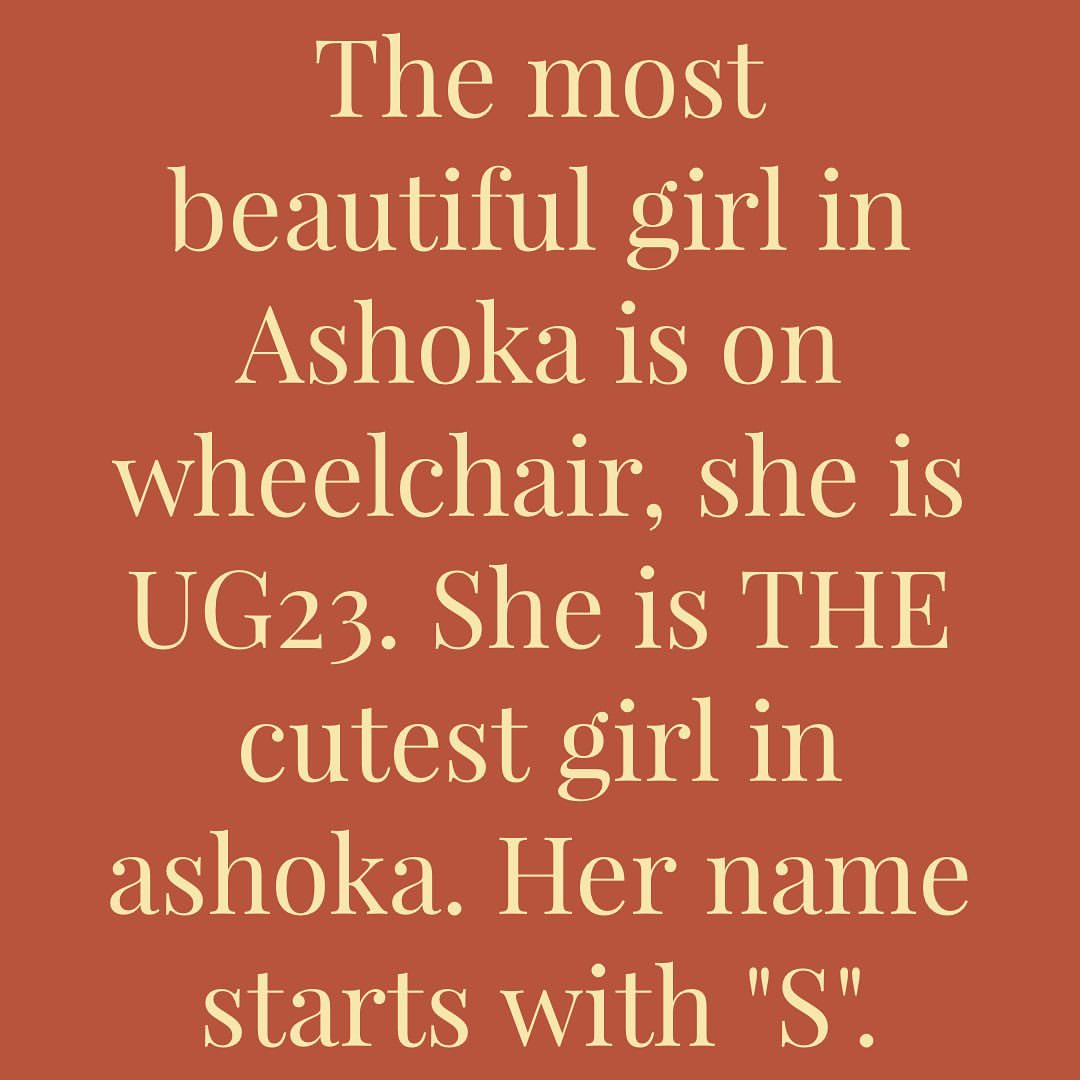 The most
beautiful girl in
Ashoka is on
wheelchair, she is
UG23. She is THE
cutest girl in
ashoka. Her name
starts with "S".